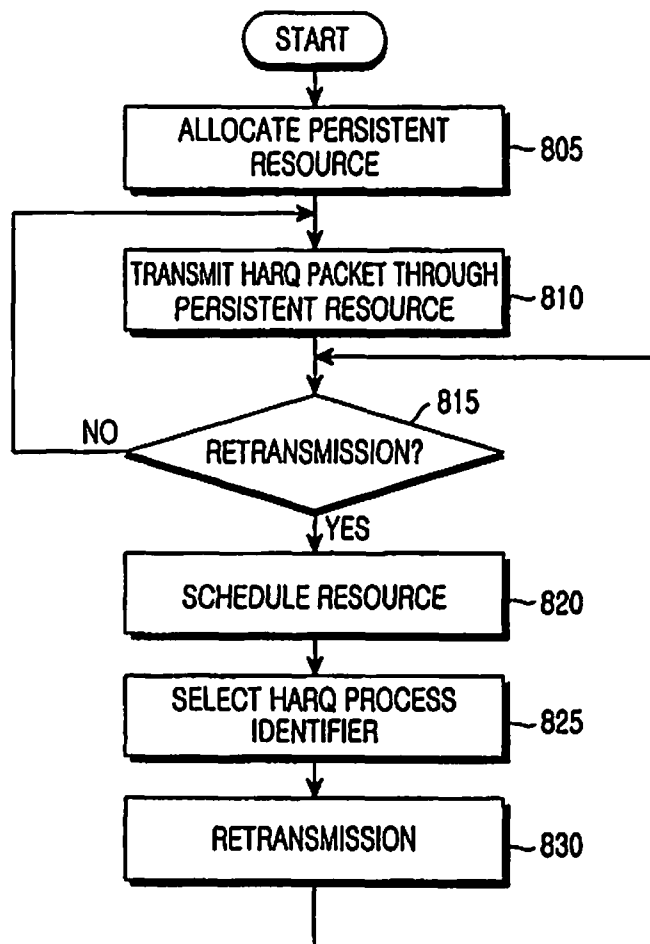 START
ALLOCATE PERSISTENT
RESOURCE
805
TRANSMIT HARQ PACKET THROUGH
PERSISTENT RESOURCE
810
815
NO
RETRANSMISSION?
YES
SCHEDULE RESOURCE
820
SELECT HARQ PROCESS
IDENTIFIER
825
RETRANSMISSION
830